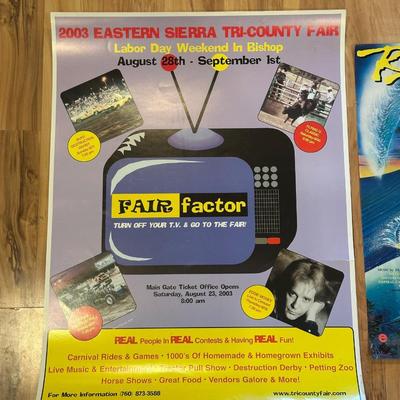 2003 EASTERN SIERRA TRI-COUNTY FAIR
Labor Day Weekend In Bishop
August 28th - September 1st
FAIR factor
TURN OFF YOUR T.V. & GO TO THE FAIR!
EDDIE MONEY
Main Gate Ticket Office Opens
Saturday, August 23, 2003
8:00 am
REAL People In REAL Contests & Having REAL Fun!
Carnival Rides & Games • 1000's Of Homemade & Homegrown Exhibits
Live Music & Entertainment • Tractor Pull Show • Destruction Derby • Petting Zoo
Horse Shows • Great Food • Vendors Galore & More!
For More Information (760) 873-3588
www.tricountyfair.com